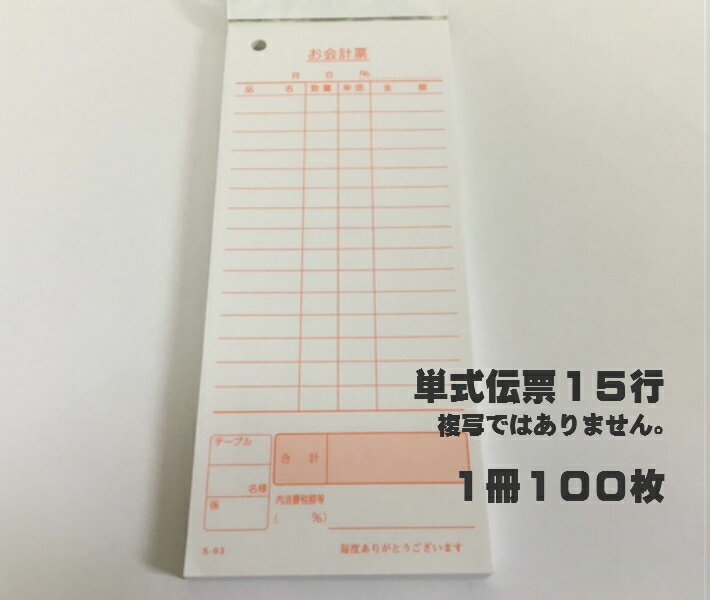 お会計票
月 日 №
品 名 数量 単価 金 額
単式伝票１５行
複写ではありません。
１冊１００枚
テーブル
名様
係
合 計
内消費税額等
( %)
S-03
毎度ありがとうございます